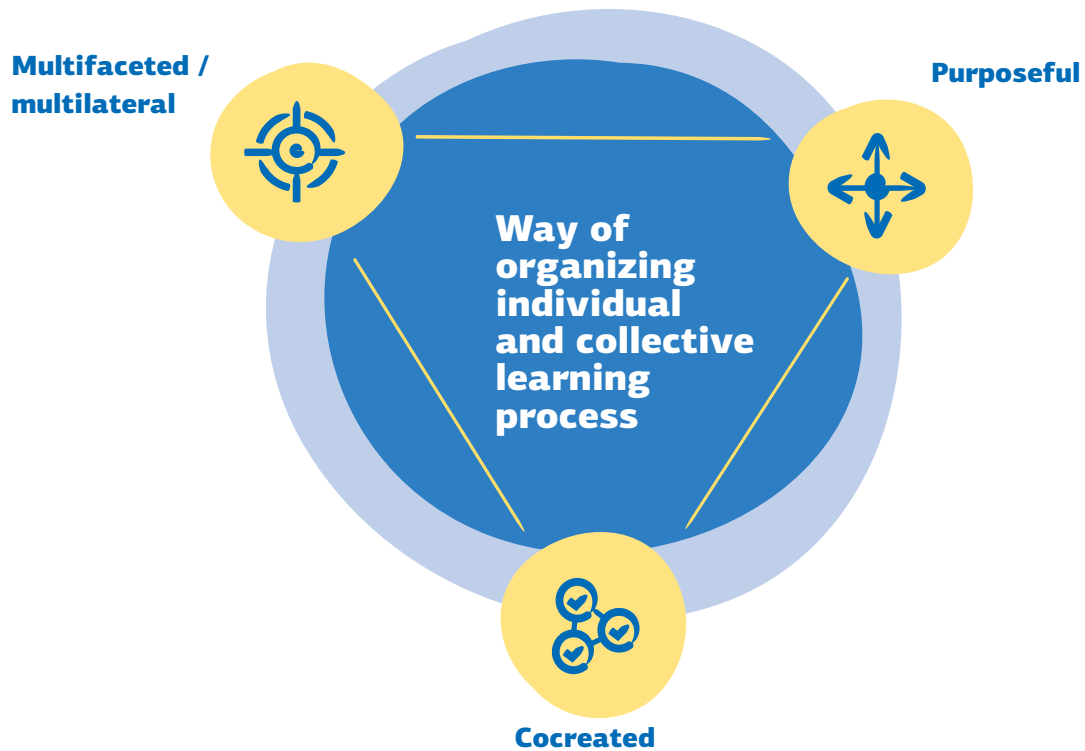 Multifaceted /
multilateral
Purposeful
Way of
organizing
individual
and collective
learning
process
Cocreated